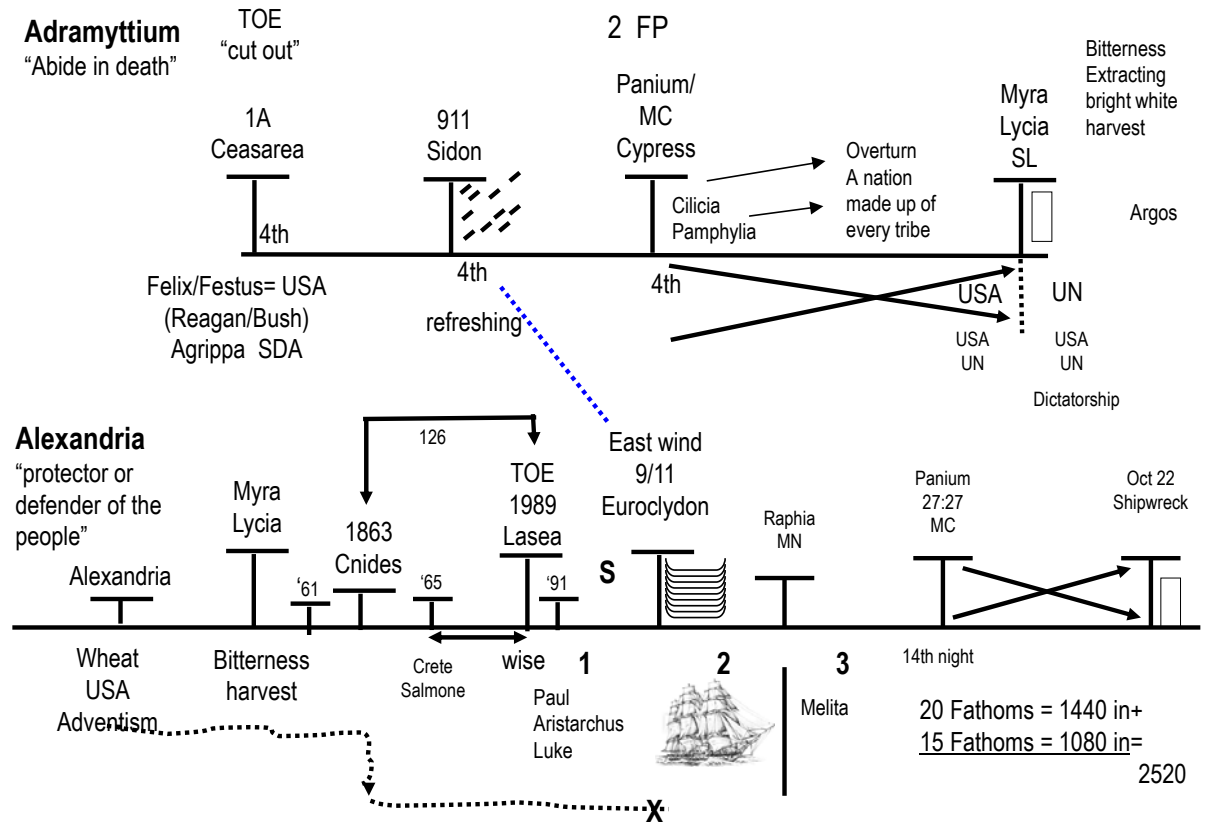 Adramyttium
“Abide in death”
TOE
“cut out”
2 FP
1A
Ceasarea
911
Sidon
Panium/
MC
Cypress
Myra
Lycia
SL
Bitterness
Extracting
bright white
harvest
Cilicia
Pamphylia
Overturn
A nation
made up of
every tribe
Argos
4th
4th
4th
Felix/Festus= USA
(Reagan/Bush)
Agrippa SDA
refreshing
USA
UN
USA
UN
USA
UN
Dictatorship
Alexandria
“protector or
defender of the
people”
126
Alexandria
Myra
Lycia
‘61
1863
Cnides
‘65
TOE
1989
Lasea
‘91
S
East wind
9/11
Euroclydon
Raphia
MN
Panium
27:27
MC
Oct 22
Shipwreck
Wheat
USA
Adventism
Bitterness
harvest
Crete
Salmone
wise
1
Paul
Aristarchus
Luke
2
3
Melita
14th night
20 Fathoms = 1440 in+
15 Fathoms = 1080 in=
2520
X